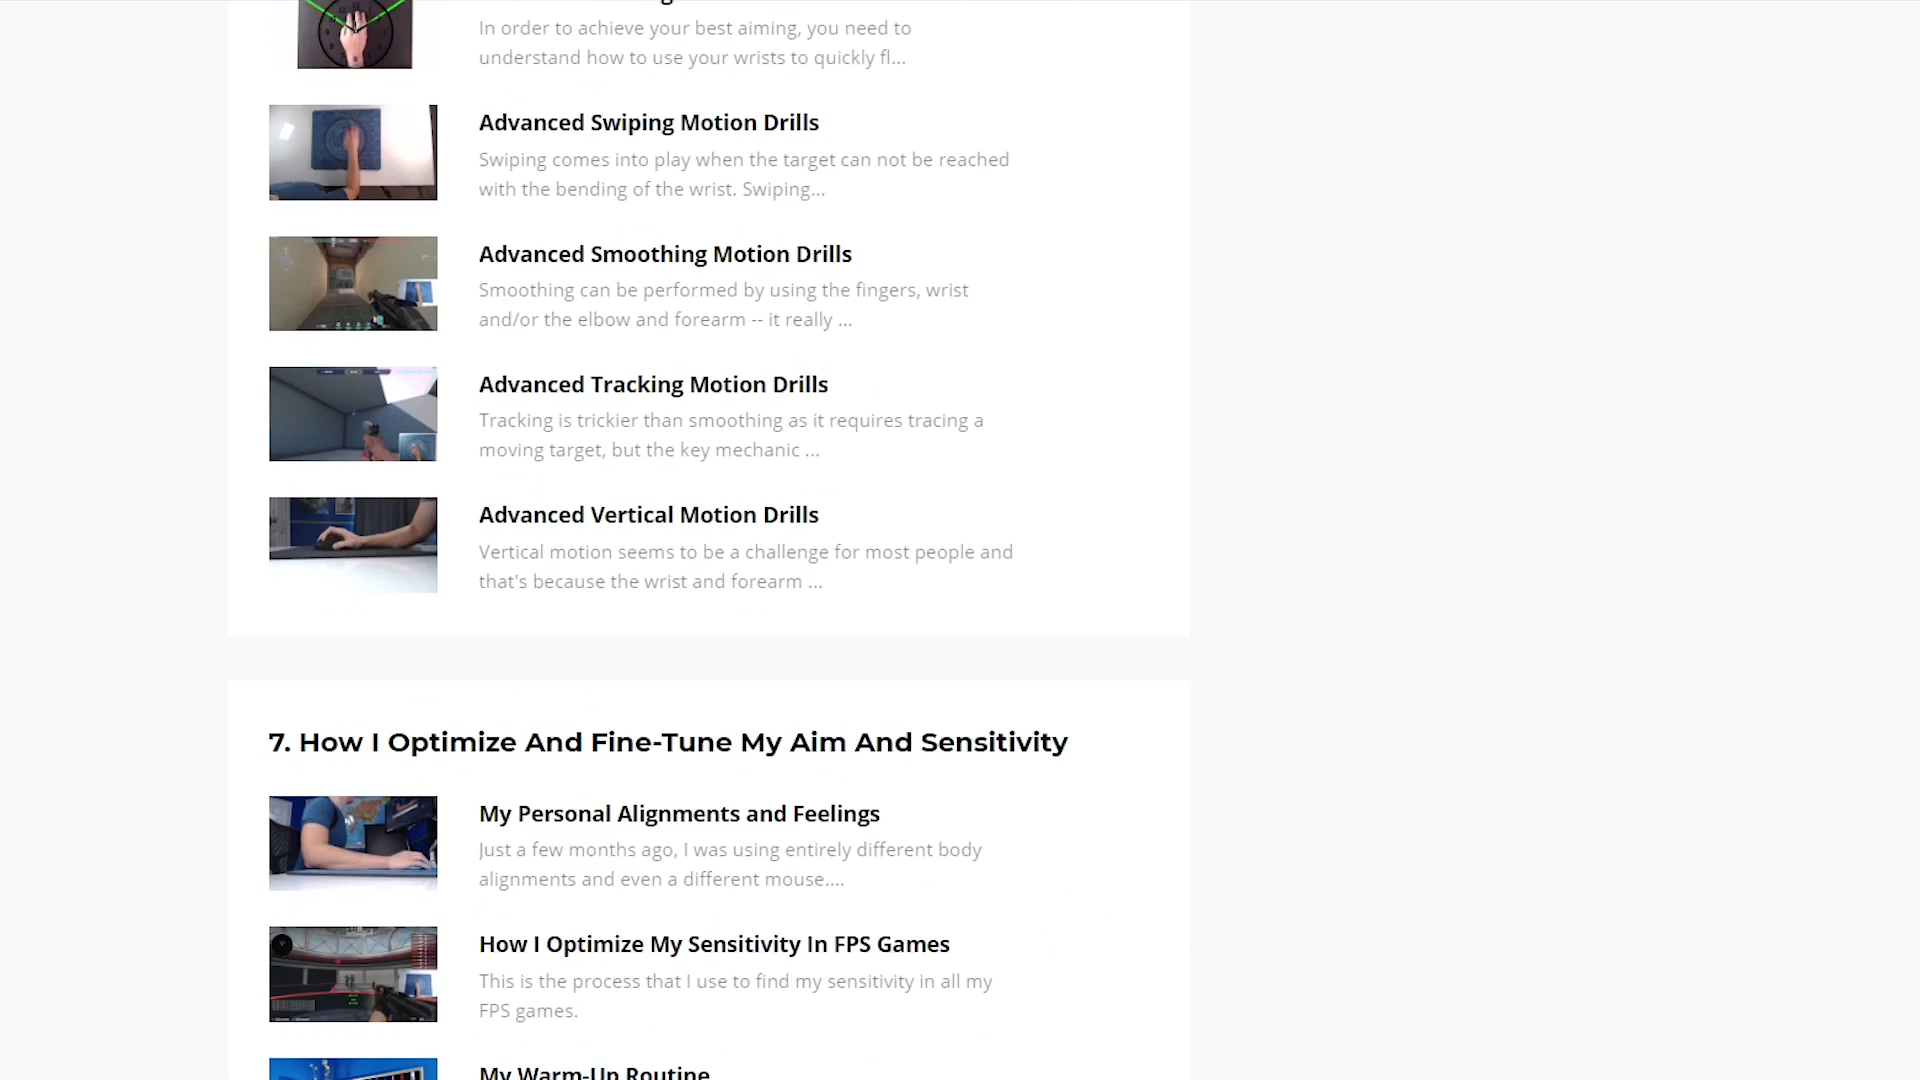 In order to achieve your best aiming, you need to
understand how to use your wrists to quickly fl...
Advanced Swiping Motion Drills
Swiping comes into play when the target can not be reached
with the bending of the wrist. Swiping...
Advanced Smoothing Motion Drills
Smoothing can be performed by using the fingers, wrist
and/or the elbow and forearm -- it really ...
Advanced Tracking Motion Drills
Tracking is trickier than smoothing as it requires tracing a
moving target, but the key mechanic ...
Advanced Vertical Motion Drills
Vertical motion seems to be a challenge for most people and
that's because the wrist and forearm ...
7. How I Optimize And Fine-Tune My Aim And Sensitivity
My Personal Alignments and Feelings
Just a few months ago, I was using entirely different body
alignments and even a different mouse....
How I Optimize My Sensitivity In FPS Games
This is the process that I use to find my sensitivity in all my
FPS games.
My Warm-Up Routine